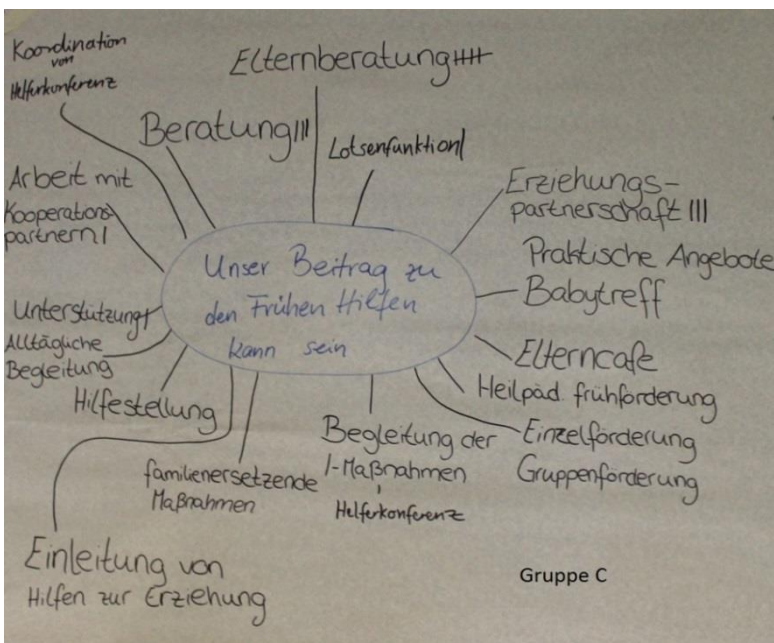 Koordination
von
Helferkonferenz
Elternberatung
Beratung III
Lotsenfunktion I
Arbeit mit
Kooperations
partnern I
Erziehungs-
partnerschaft III
Praktische Angebote
Babytreff
Unser Beitrag zu
den Frühen Hilfen
kann sein
Unterstützung
Alltägliche
Begleitung
Hilfestellung
Elterncafe
Heilpäd. frühförderung
Einzelförderung
Gruppenförderung
Begleitung der
I-Maßnahmen
Helferkonferenz
familienersetzende
Maßnahmen
Einleitung von
Hilfen zur Erziehung
Gruppe C